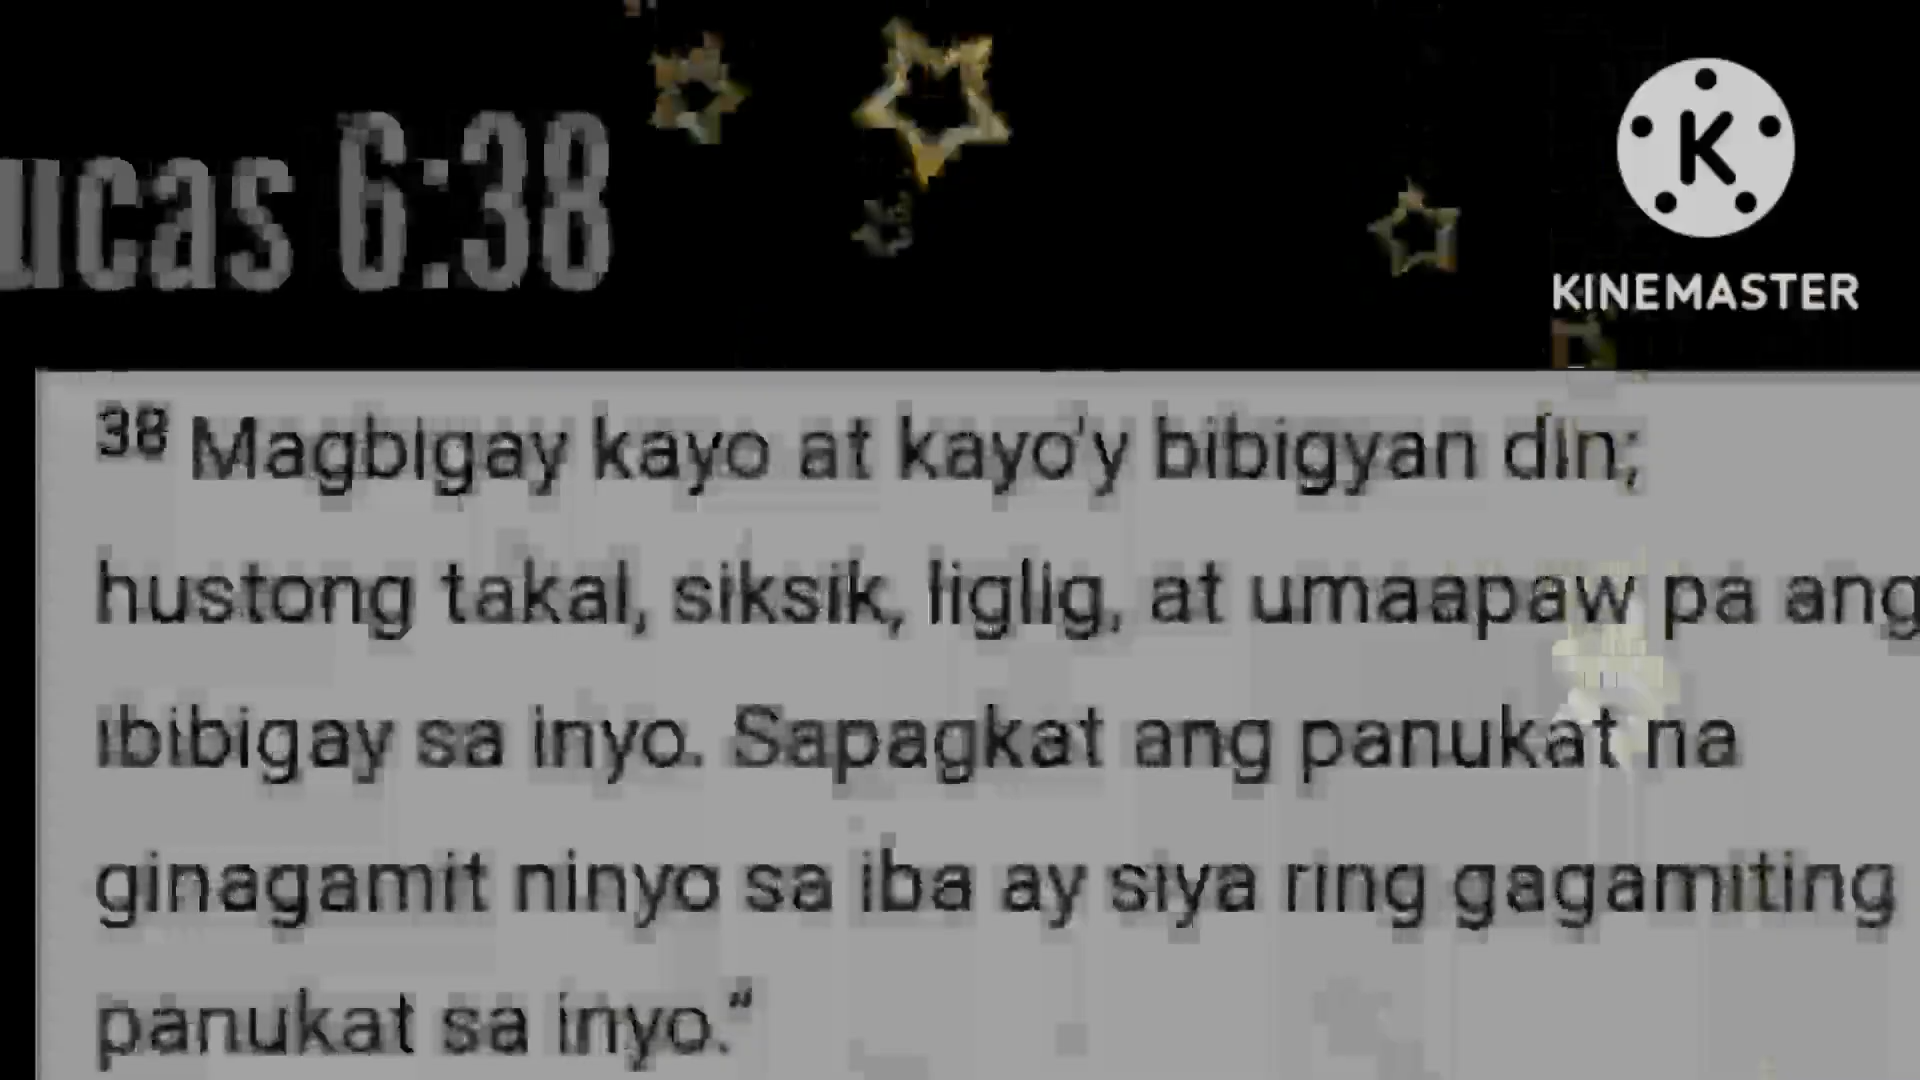 ucas 6:38
KINEMASTER
38 Magbigay kayo at kayo'y bibigyan din;
hustong takal, siksik, liglig, at umaapaw pa ang
ibibigay sa inyo. Sapagkat ang panukat na
ginagamit ninyo sa iba ay siya ring gagamiting
panukat sa inyo.“